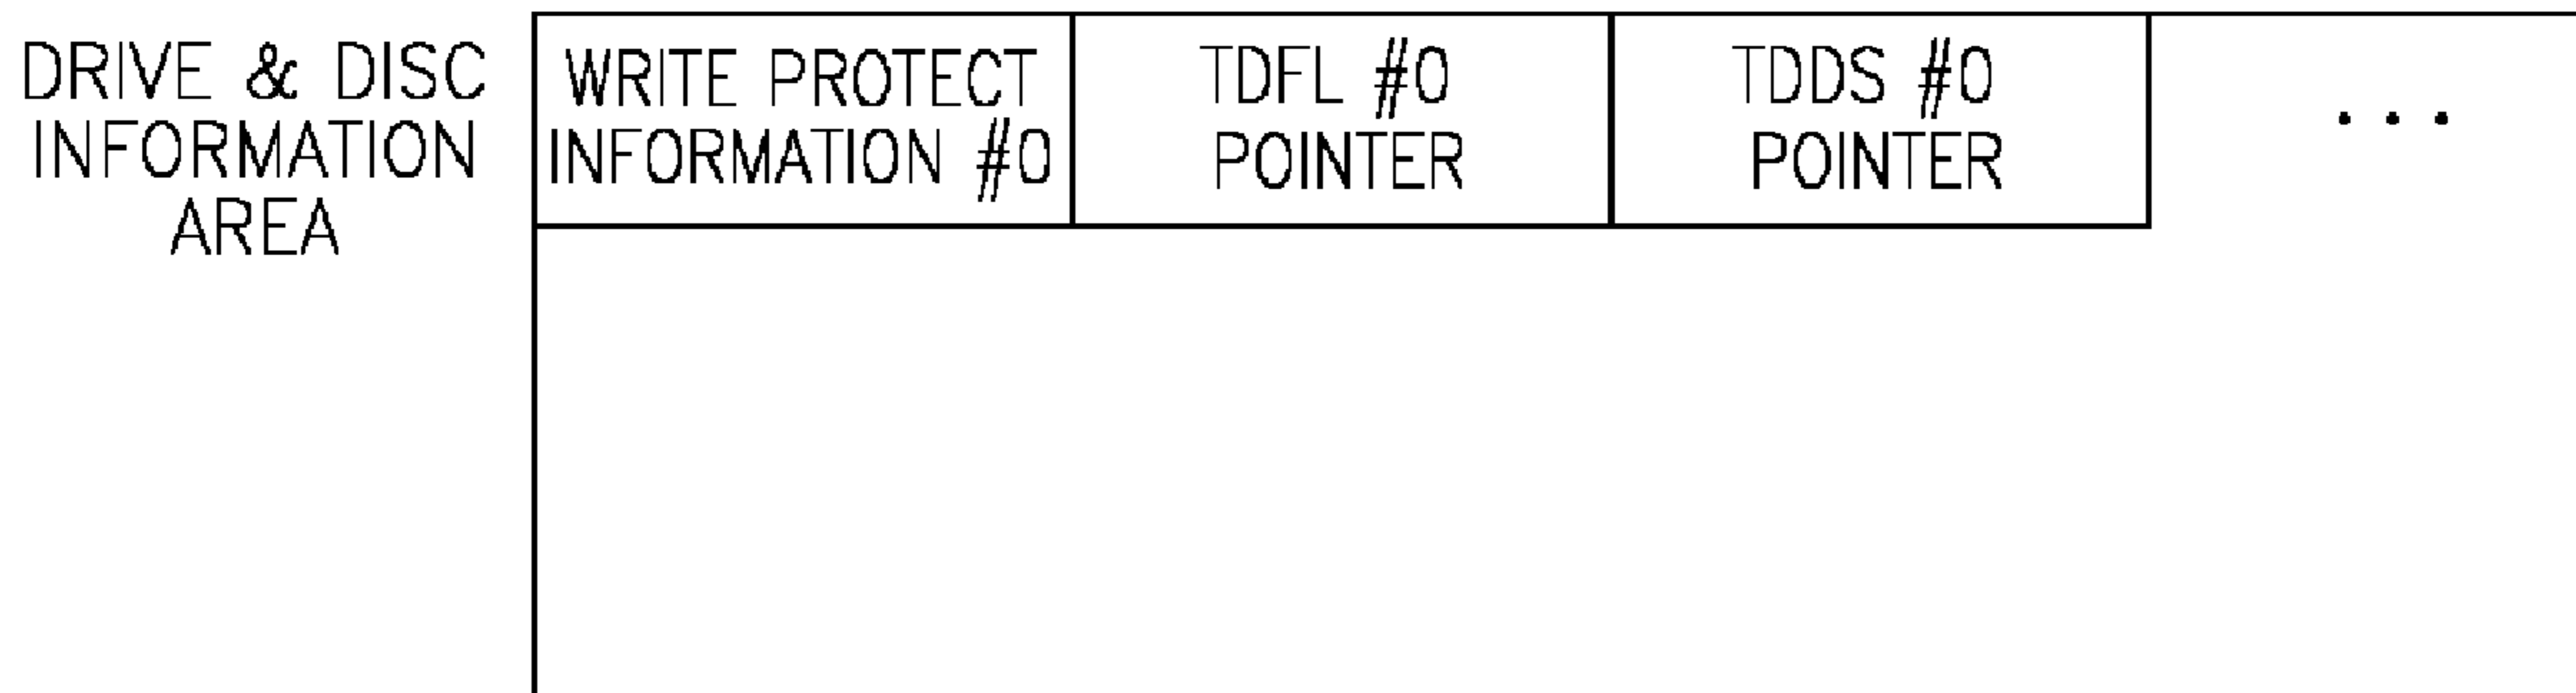 DRIVE & DISC
INFORMATION
AREA
WRITE PROTECT
INFORMATION #0
TDFL #0
POINTER
TDDS #0
POINTER
...